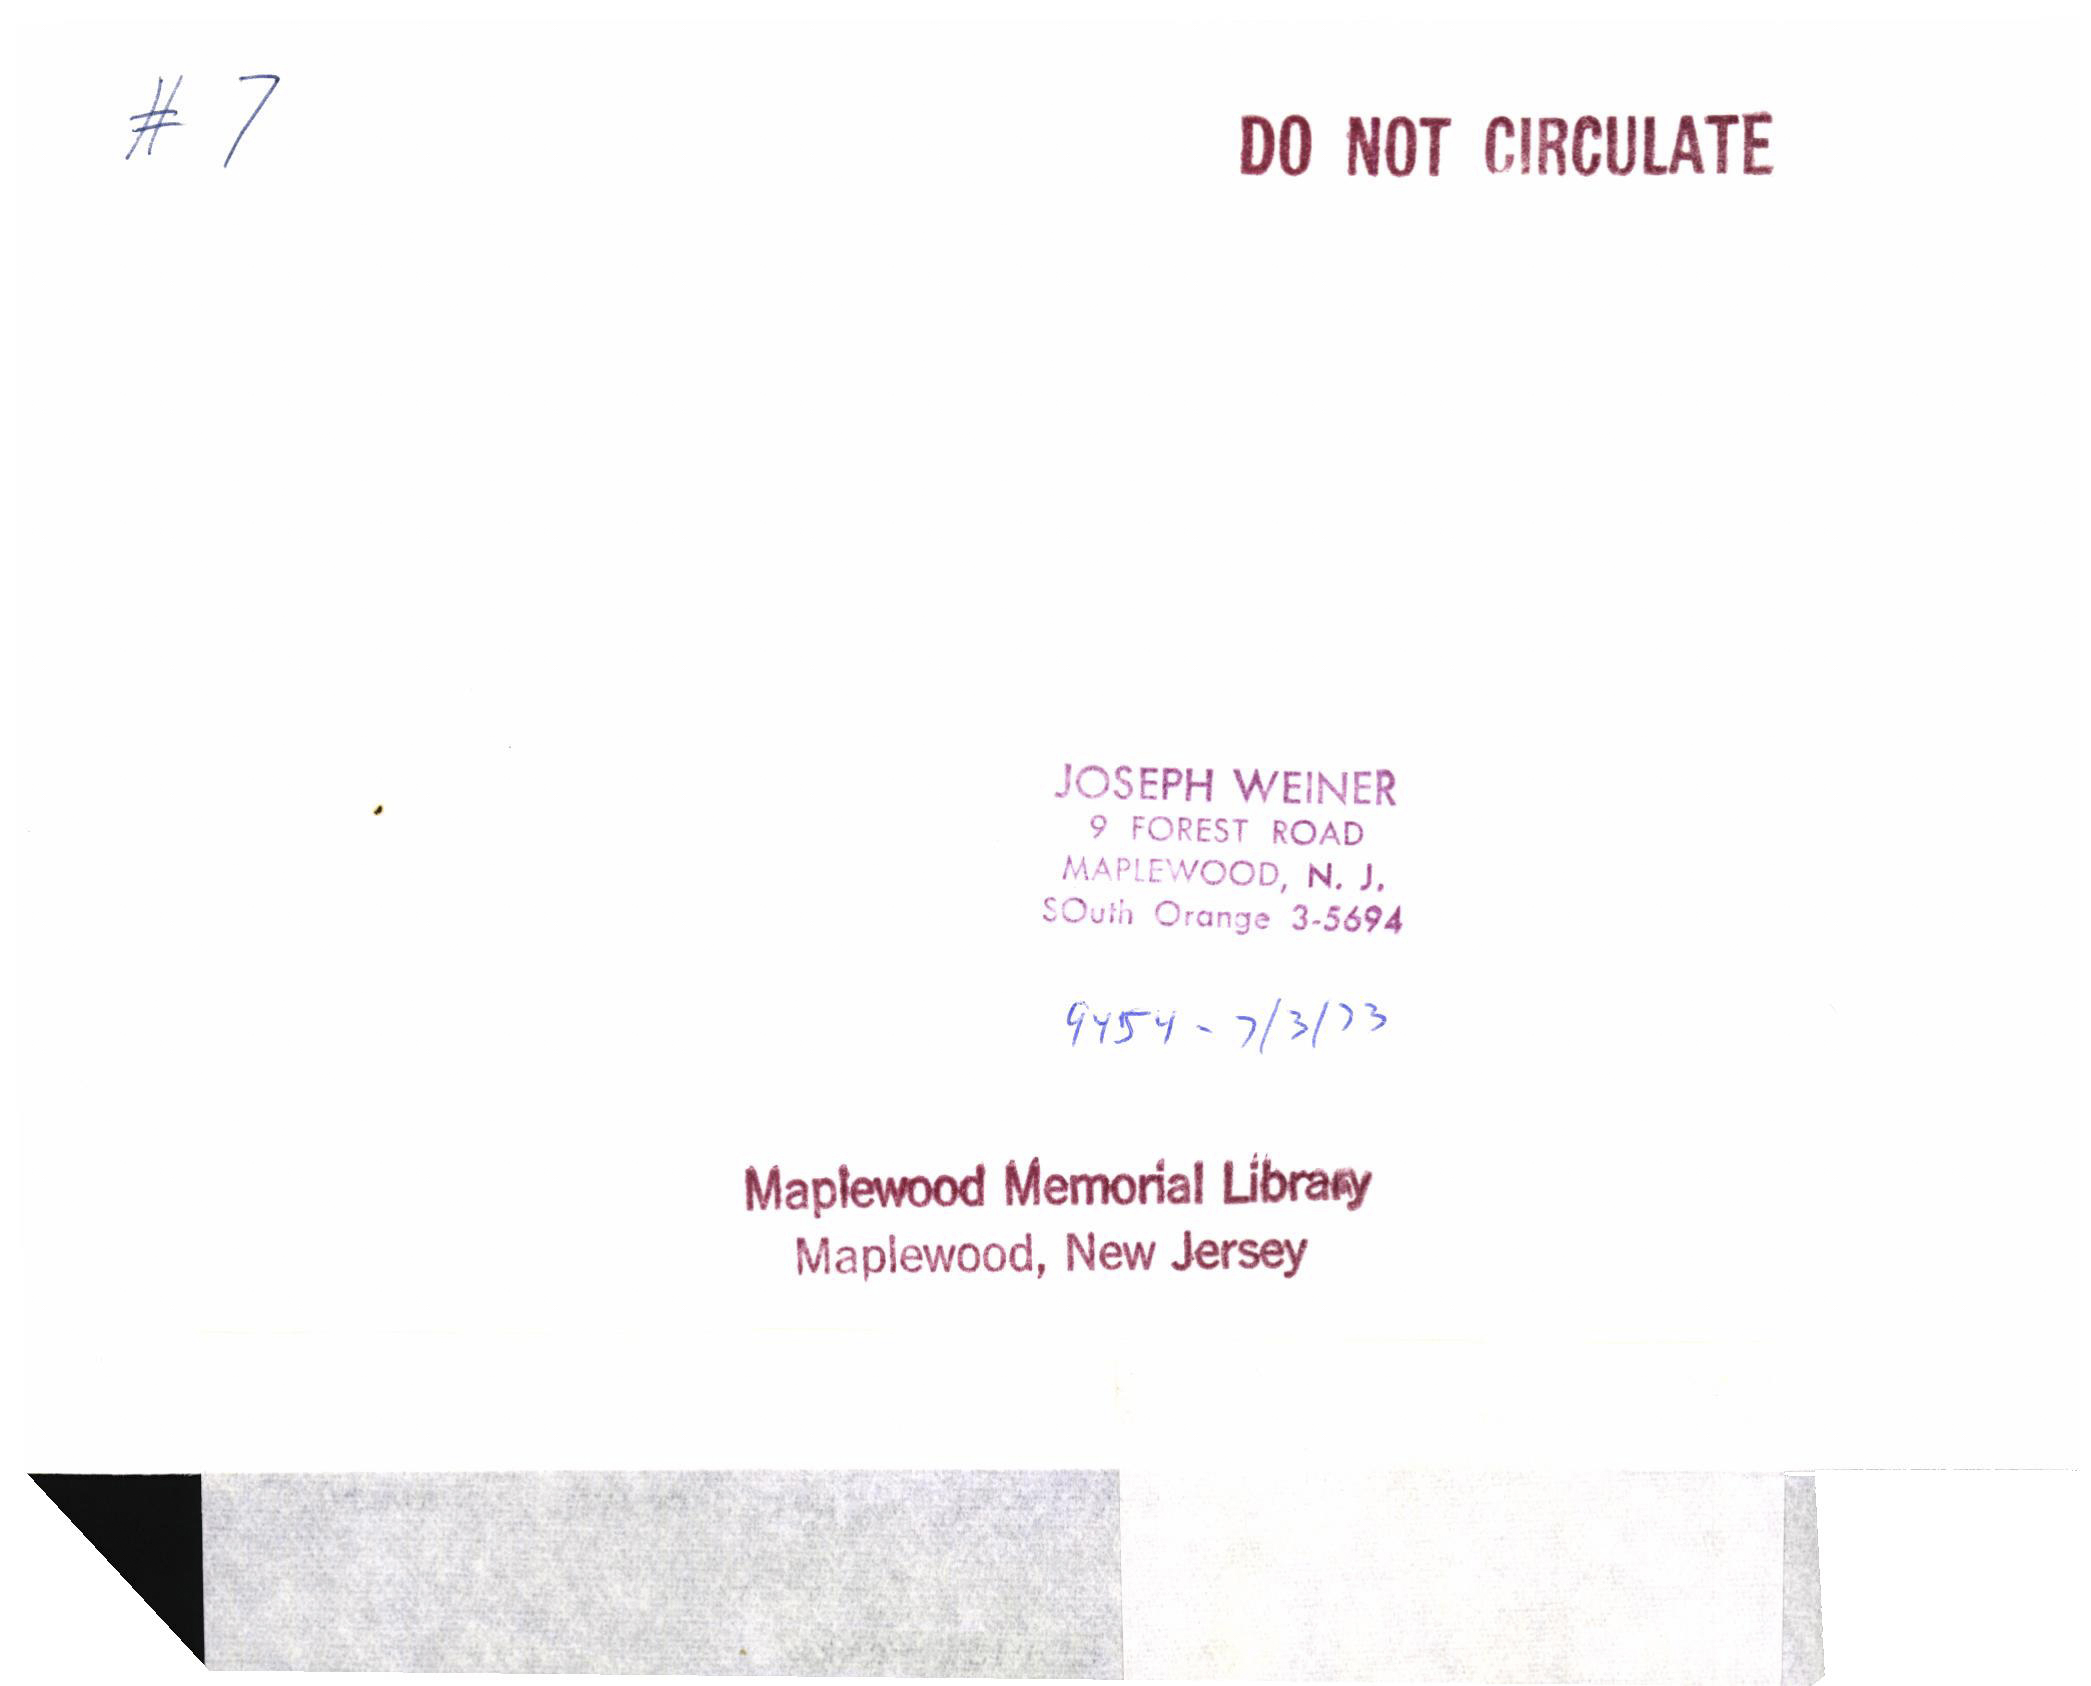 # 7
DO NOT CIRCULATE
JOSEPH WEINER
9 FOREST ROAD
MAPLEWOOD, N. J.
SOuth Orange 3-5694
9454 - 7/3/73
Maplewood Memorial Library
Maplewood, New Jersey